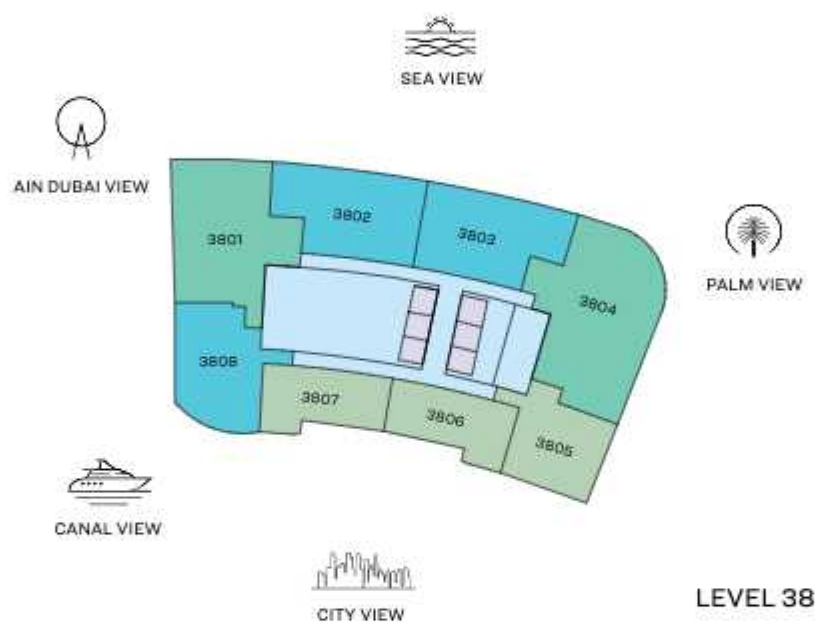 SEA VIEW
AIN DUBAI VIEW
3802
3801
3803
PALM VIEW
3804
3808
3807
3806
3805
CANAL VIEW
CITY VIEW
LEVEL 38